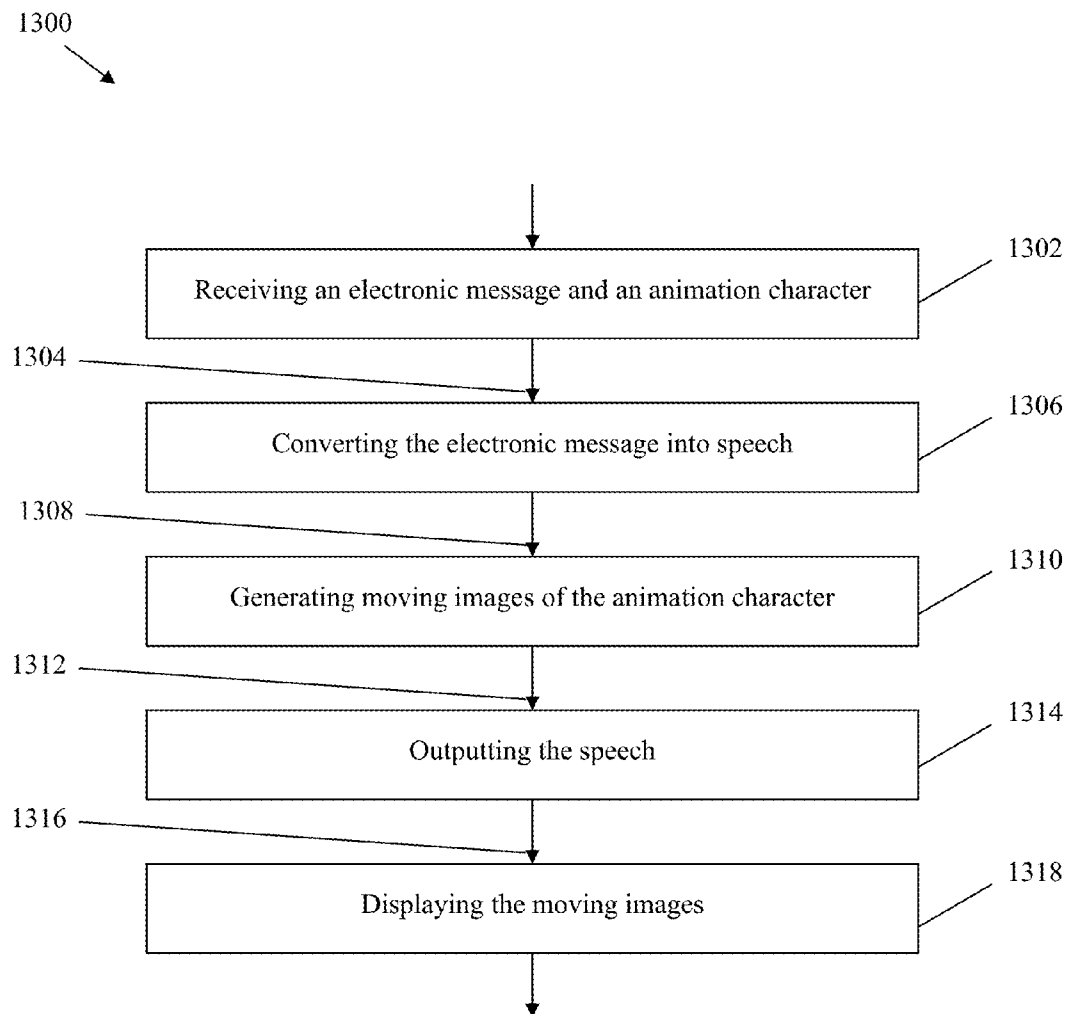 1300
1302
Receiving an electronic message and an animation character
1304
1306
Converting the electronic message into speech
1308
1310
Generating moving images of the animation character
1312
1314
Outputting the speech
1316
1318
Displaying the moving images